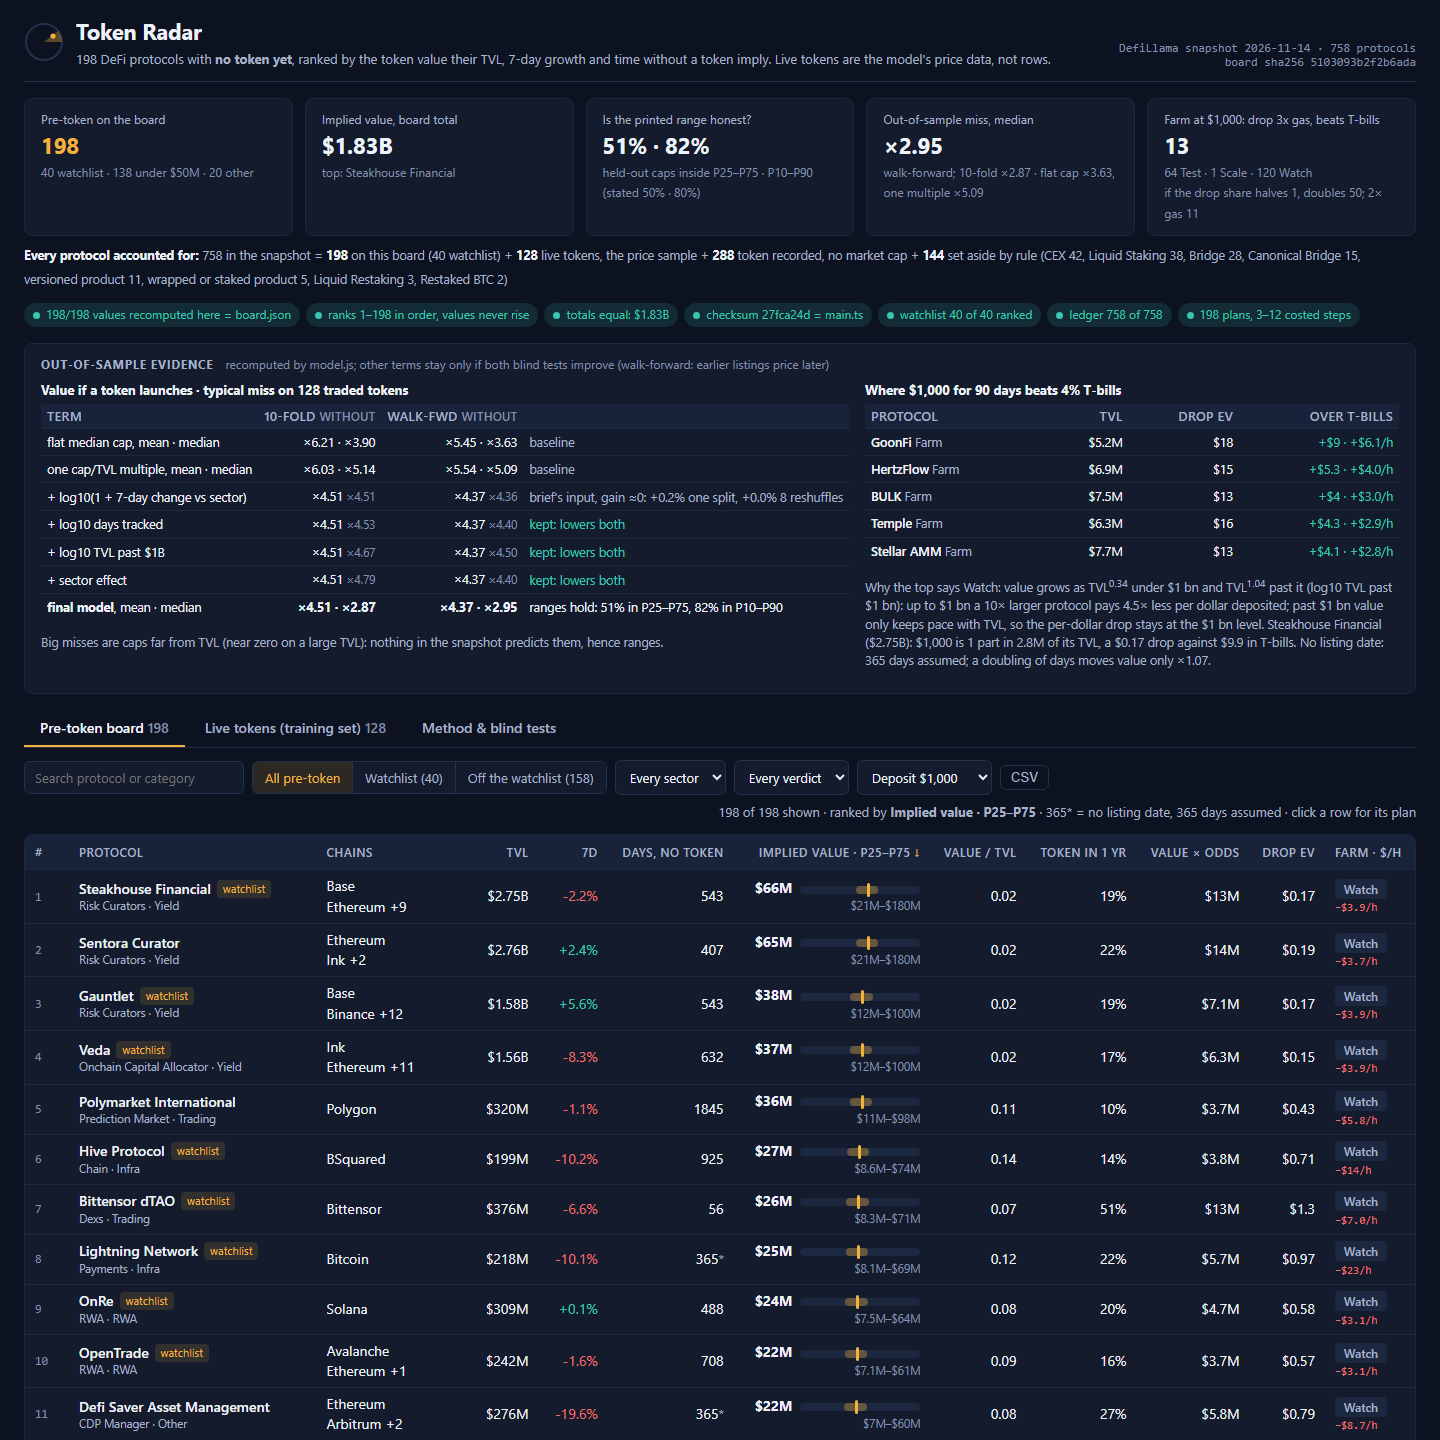 Token Radar
198 DeFi protocols with no token yet, ranked by the token value their TVL, 7-day growth and time without a token imply. Live tokens are the model's price data, not rows.
DefiLlama snapshot 2026-11-14 · 758 protocols
board sha256 5103093b2f2b6ada
Pre-token on the board
198
40 watchlist · 138 under $50M · 20 other
Implied value, board total
$1.83B
top: Steakhouse Financial
Is the printed range honest?
51% · 82%
held-out caps inside P25–P75 · P10–P90
(stated 50% · 80%)
Out-of-sample miss, median
×2.95
walk-forward; 10-fold ×2.87 · flat cap ×3.63,
one multiple ×5.09
Farm at $1,000: drop 3x gas, beats T-bills
13
64 Test · 1 Scale · 120 Watch
if the drop share halves 1, doubles 50; 2×
gas 11
Every protocol accounted for: 758 in the snapshot = 198 on this board (40 watchlist) + 128 live tokens, the price sample + 288 token recorded, no market cap + 144 set aside by rule (CEX 42, Liquid Staking 38, Bridge 28, Canonical Bridge 15,
versioned product 11, wrapped or staked product 5, Liquid Restaking 3, Restaked BTC 2)
198/198 values recomputed here = board.json
ranks 1–198 in order, values never rise
totals equal: $1.83B
checksum 27fca24d = main.ts
watchlist 40 of 40 ranked
ledger 758 of 758
198 plans, 3–12 costed steps
OUT-OF-SAMPLE EVIDENCE recomputed by model.js; other terms stay only if both blind tests improve (walk-forward: earlier listings price later)
Value if a token launches · typical miss on 128 traded tokens
TERM 10-FOLD WITHOUT WALK-FWD WITHOUT
flat median cap, mean · median ×6.21 · ×3.90 ×5.45 · ×3.63 baseline
one cap/TVL multiple, mean · median ×6.03 · ×5.14 ×5.54 · ×5.09 baseline
+ log10(1 + 7-day change vs sector) ×4.51 ×4.51 ×4.37 ×4.36 brief's input, gain ≈0: +0.2% one split, +0.0% 8 reshuffles
+ log10 days tracked ×4.51 ×4.53 ×4.37 ×4.40 kept: lowers both
+ log10 TVL past $1B ×4.51 ×4.67 ×4.37 ×4.50 kept: lowers both
+ sector effect ×4.51 ×4.79 ×4.37 ×4.40 kept: lowers both
final model, mean · median ×4.51 · ×2.87 ×4.37 · ×2.95 ranges hold: 51% in P25–P75, 82% in P10–P90
Big misses are caps far from TVL (near zero on a large TVL): nothing in the snapshot predicts them, hence ranges.
Where $1,000 for 90 days beats 4% T-bills
PROTOCOL TVL DROP EV OVER T-BILLS
GoonFi Farm $5.2M $18 +$9 · +$6.1/h
HertzFlow Farm $6.9M $15 +$5.3 · +$4.0/h
BULK Farm $7.5M $13 +$4 · +$3.0/h
Temple Farm $6.3M $16 +$4.3 · +$2.9/h
Stellar AMM Farm $7.7M $13 +$4.1 · +$2.8/h
Why the top says Watch: value grows as TVL0.34 under $1 bn and TVL1.04 past it (log10 TVL past
$1 bn): up to $1 bn a 10× larger protocol pays 4.5× less per dollar deposited; past $1 bn value
only keeps pace with TVL, so the per-dollar drop stays at the $1 bn level. Steakhouse Financial
($2.75B): $1,000 is 1 part in 2.8M of its TVL, a $0.17 drop against $9.9 in T-bills. No listing date:
365 days assumed; a doubling of days moves value only ×1.07.
Pre-token board 198
Live tokens (training set) 128
Method & blind tests
Search protocol or category
All pre-token
Watchlist (40)
Off the watchlist (158)
Every sector
Every verdict
Deposit $1,000
CSV
198 of 198 shown · ranked by Implied value · P25–P75 · 365* = no listing date, 365 days assumed · click a row for its plan
# PROTOCOL CHAINS TVL 7D DAYS, NO TOKEN IMPLIED VALUE · P25–P75 ↓ VALUE / TVL TOKEN IN 1 YR VALUE × ODDS DROP EV FARM · $/H
1 Steakhouse Financial watchlist Base $2.75B -2.2% 543 $66M 0.02 19% $13M $0.17 Watch
Risk Curators · Yield Ethereum +9 $21M–$180M −$3.9/h
2 Sentora Curator Ethereum $2.76B +2.4% 407 $65M 0.02 22% $14M $0.19 Watch
Risk Curators · Yield Ink +2 $21M–$180M −$3.7/h
3 Gauntlet watchlist Base $1.58B +5.6% 543 $38M 0.02 19% $7.1M $0.17 Watch
Risk Curators · Yield Binance +12 $12M–$100M −$3.9/h
4 Veda watchlist Ink $1.56B -8.3% 632 $37M 0.02 17% $6.3M $0.15 Watch
Onchain Capital Allocator · Yield Ethereum +11 $12M–$100M −$3.9/h
5 Polymarket International Polygon $320M -1.1% 1845 $36M 0.11 10% $3.7M $0.43 Watch
Prediction Market · Trading $11M–$98M −$5.8/h
6 Hive Protocol watchlist BSquared $199M -10.2% 925 $27M 0.14 14% $3.8M $0.71 Watch
Chain · Infra $8.6M–$74M −$14/h
7 Bittensor dTAO watchlist Bittensor $376M -6.6% 56 $26M 0.07 51% $13M $1.3 Watch
Dexs · Trading $8.3M–$71M −$7.0/h
8 Lightning Network watchlist Bitcoin $218M -10.1% 365* $25M 0.12 22% $5.7M $0.97 Watch
Payments · Infra $8.1M–$69M −$23/h
9 OnRe watchlist Solana $309M +0.1% 488 $24M 0.08 20% $4.7M $0.58 Watch
RWA · RWA $7.5M–$64M −$3.1/h
10 OpenTrade watchlist Avalanche $242M -1.6% 708 $22M 0.09 16% $3.7M $0.57 Watch
RWA · RWA Ethereum +1 $7.1M–$61M −$3.1/h
11 Defi Saver Asset Management Ethereum $276M -19.6% 365* $22M 0.08 27% $5.8M $0.79 Watch
CDP Manager · Other Arbitrum +2 $7M–$60M −$8.7/h